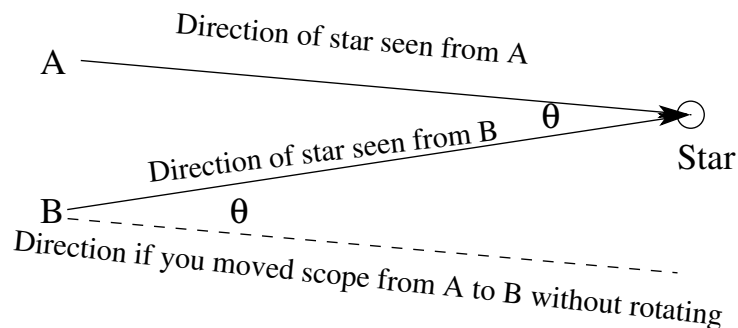 Direction of star seen from A
A
θ
Direction of star seen from B
Star
B
θ
Direction if you moved scope from A to B without rotating